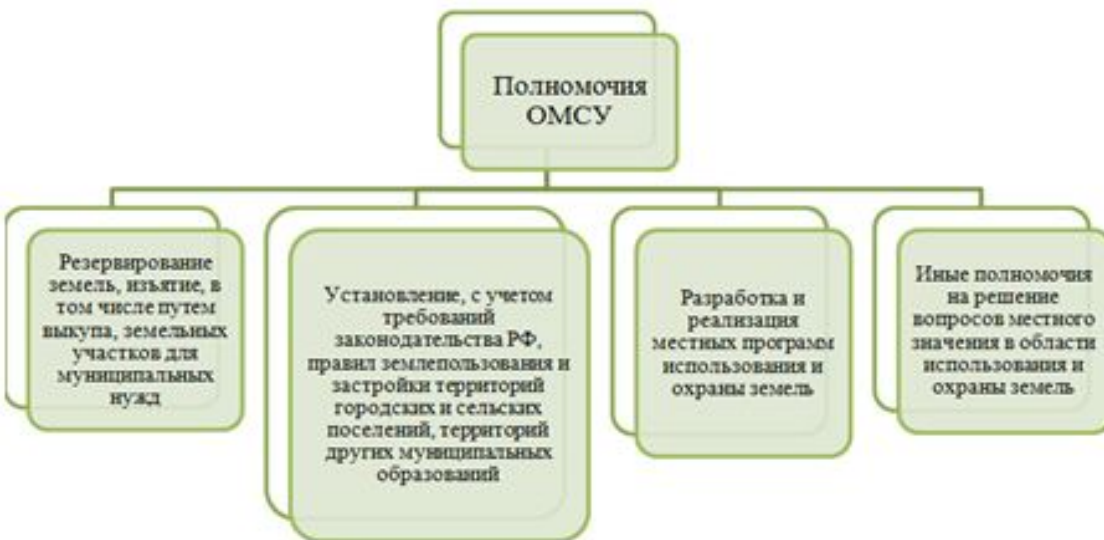 Полномочия
ОМСУ
Резервирование
земель, изъятие, в
том числе путем
выкупа, земельных
участков для
муниципальных
нужд
Установление, с учетом
требований
законодательства РФ,
правил землепользования и
застройки территорий
городских и сельских
поселений, территорий
других муниципальных
образований
Разработка и
реализация
местных программ
использования и
охраны земель
Иные полномочия
на решение
вопросов местного
значения в области
использования и
охраны земель